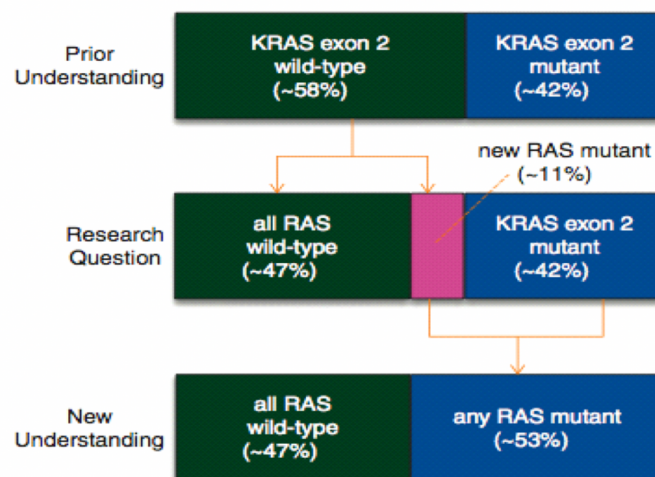 Prior
Understanding
KRAS exon 2
wild-type
(~58%)
KRAS exon 2
mutant
(~42%)
new RAS mutant
(~11%)
Research
Question
all RAS
wild-type
(~47%)
KRAS exon 2
mutant
(~42%)
New
Understanding
all RAS
wild-type
(~47%)
any RAS mutant
(~53%)